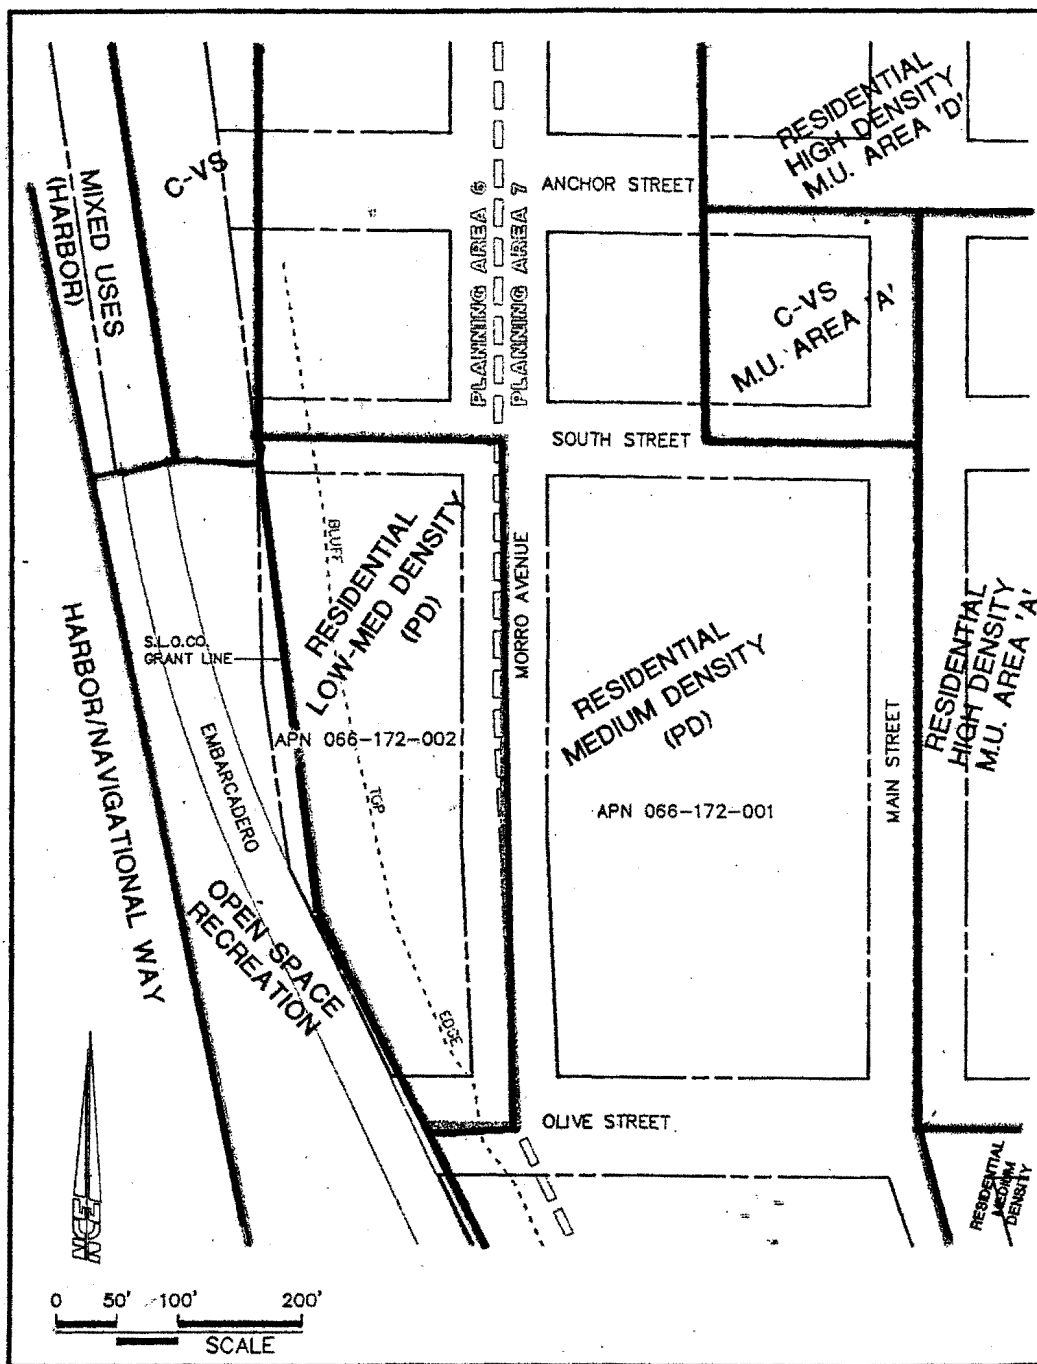 RESIDENTIAL
HIGH DENSITY
M.U. AREA 'D'
C-VS
MIXED USES
(HARBOR)
PLANNING AREA 6
PLANNING AREA 7
ANCHOR STREET
C-VS
M.U. AREA 'A'
SOUTH STREET
BLUFF
RESIDENTIAL
LOW-MED DENSITY
(PD)
MORRO AVENUE
HARBOR/NAVIGATIONAL WAY
S.L.O.CO.
GRANT LINE
RESIDENTIAL
MEDIUM DENSITY
(PD)
RESIDENTIAL
HIGH DENSITY
M.U. AREA 'A'
EMBARCADERO
APN 066-172-002
MAIN STREET
TOP
APN 066-172-001
OPEN SPACE
RECREATION
EDGE
OLIVE STREET
RESIDENTIAL
MEDIUM
DENSITY
0 50' 100' 200'
SCALE